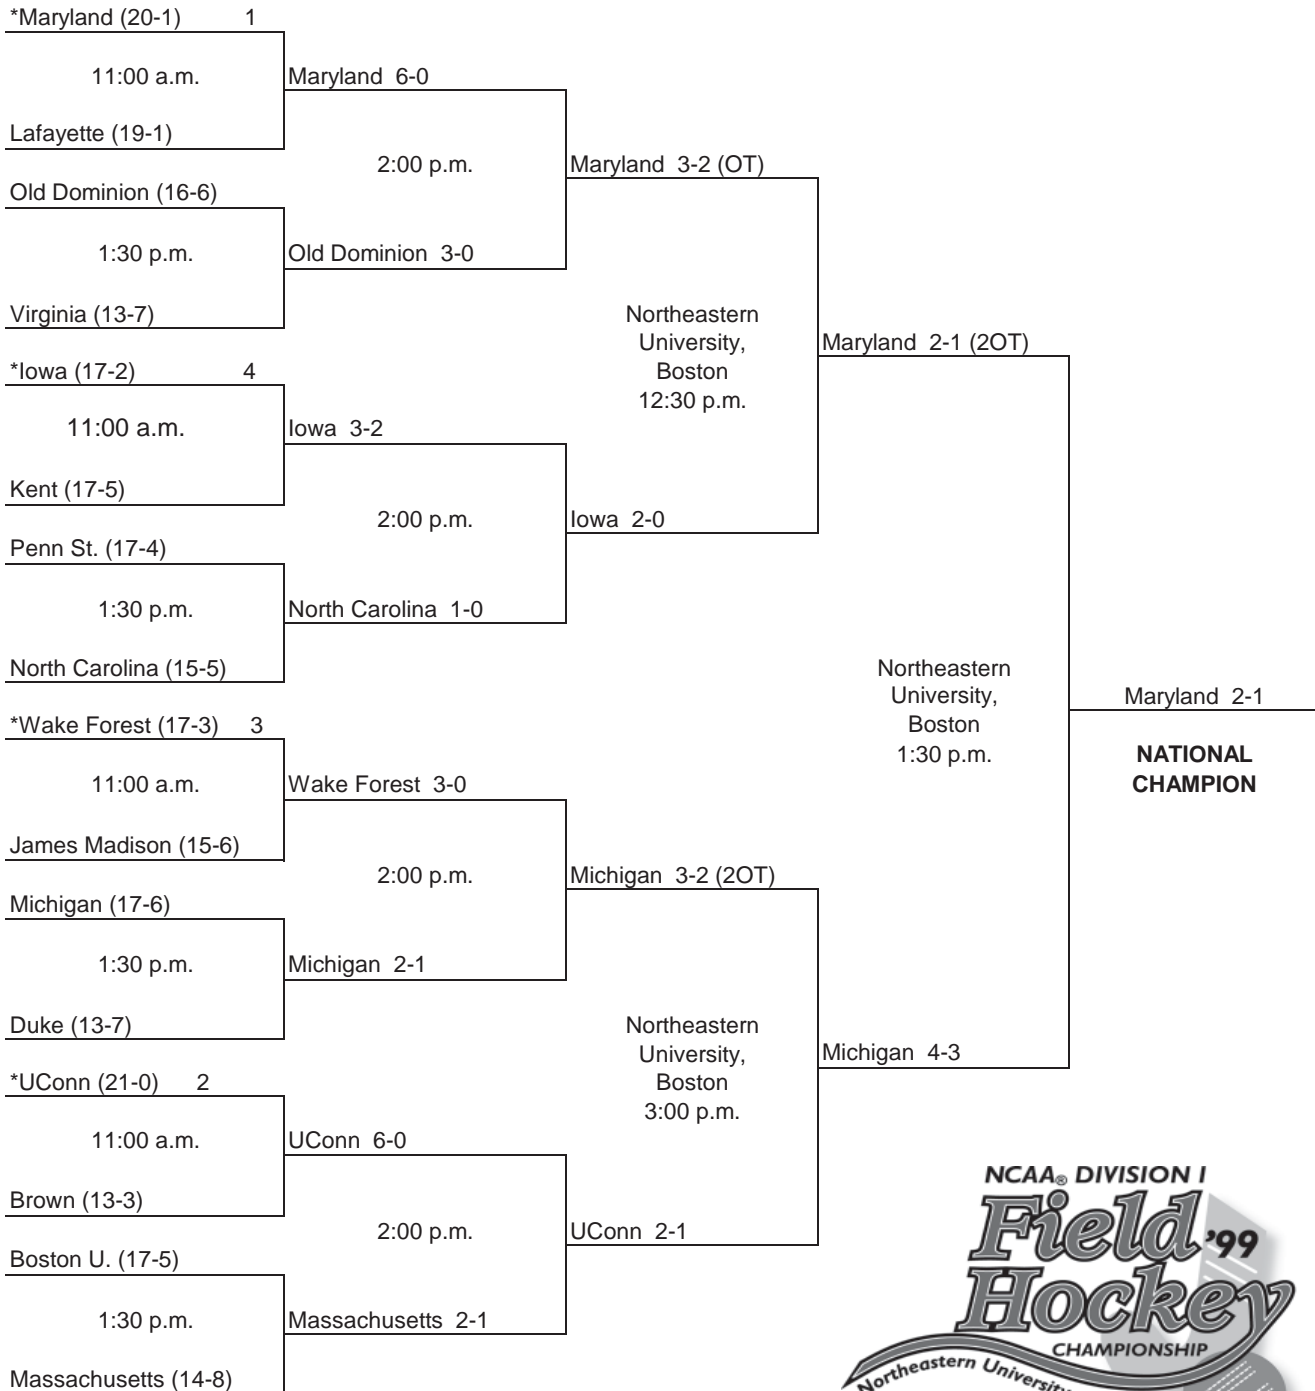 *Maryland (20-1) 1
11:00 a.m.
Lafayette (19-1)
Old Dominion (16-6)
1:30 p.m.
Virginia (13-7)
*Iowa (17-2) 4
11:00 a.m.
Kent (17-5)
Penn St. (17-4)
1:30 p.m.
North Carolina (15-5)
*Wake Forest (17-3) 3
11:00 a.m.
James Madison (15-6)
Michigan (17-6)
1:30 p.m.
Duke (13-7)
*UConn (21-0) 2
11:00 a.m.
Brown (13-3)
Boston U. (17-5)
1:30 p.m.
Massachusetts (14-8)
Maryland 6-0
2:00 p.m.
Old Dominion 3-0
Iowa 3-2
2:00 p.m.
North Carolina 1-0
Wake Forest 3-0
2:00 p.m.
Michigan 2-1
UConn 6-0
2:00 p.m.
Massachusetts 2-1
Maryland 3-2 (OT)
Northeastern
University,
Boston
12:30 p.m.
Iowa 2-0
Michigan 3-2 (2OT)
Northeastern
University,
Boston
3:00 p.m.
UConn 2-1
Maryland 2-1 (2OT)
Northeastern
University,
Boston
1:30 p.m.
Michigan 4-3
Maryland 2-1
NATIONAL
CHAMPION
NCAA® DIVISION I
Field '99
Hockey
CHAMPIONSHIP
Northeastern University